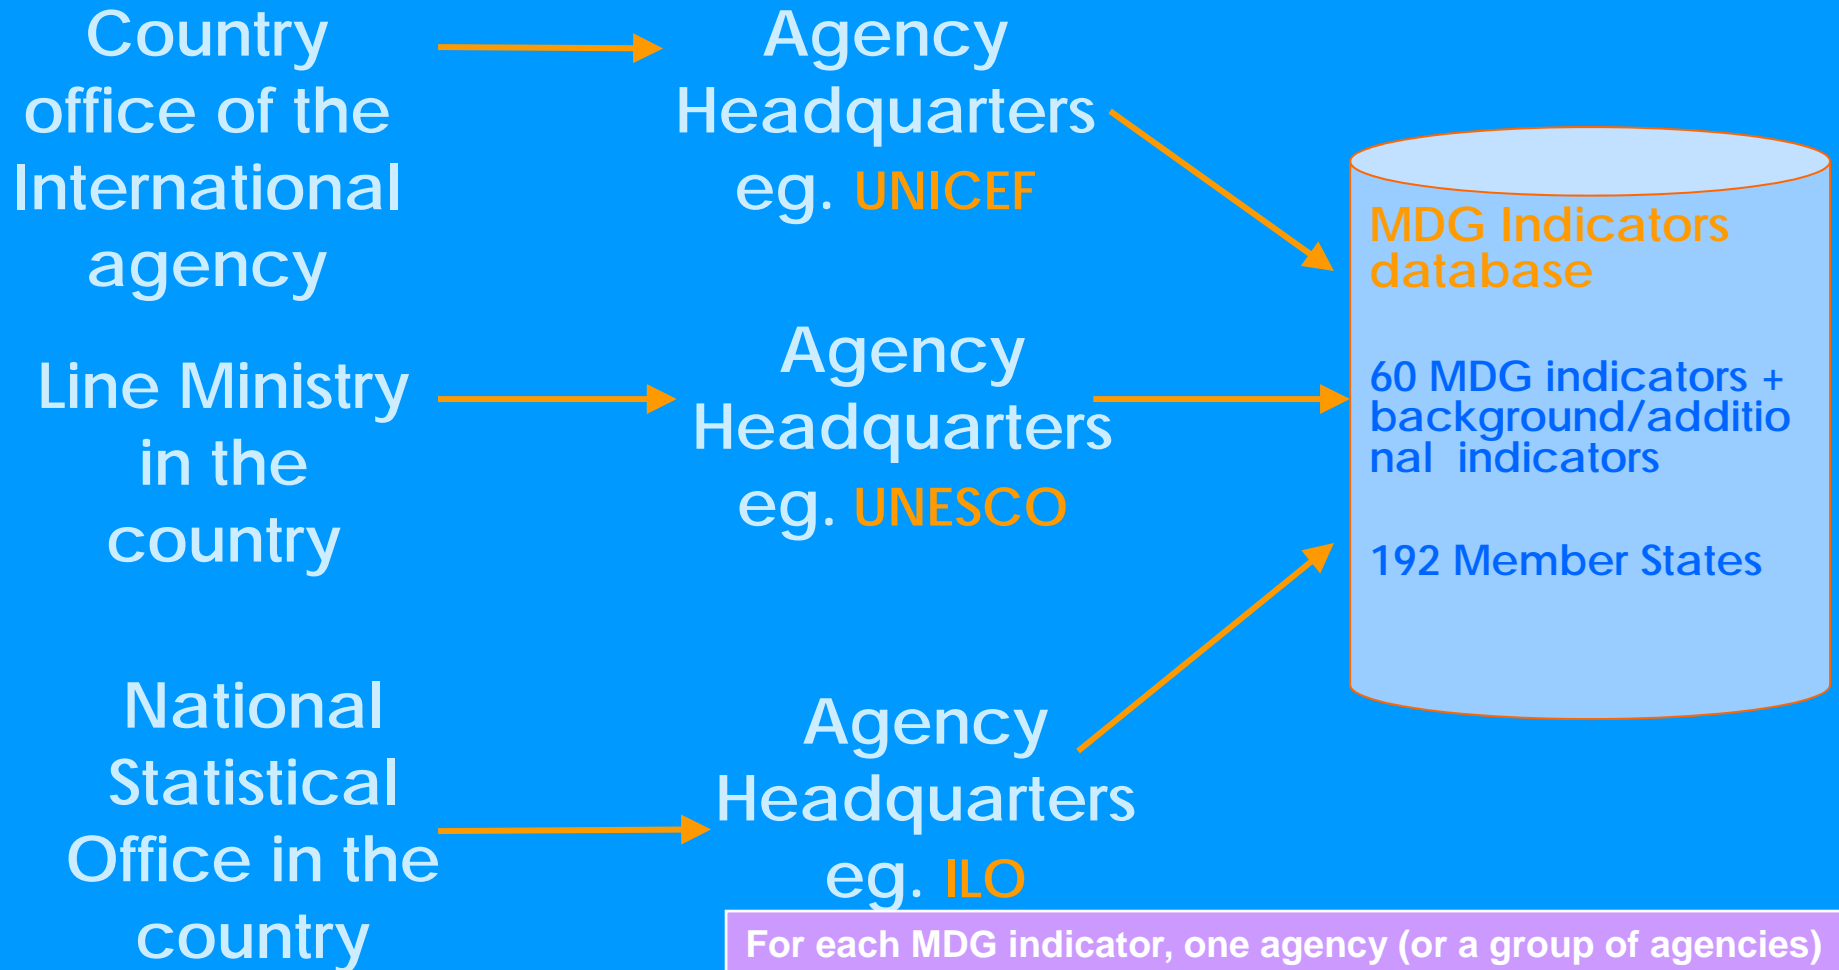 Country
office of the
International
agency
Agency
Headquarters
eg. UNICEF
Line Ministry
in the
country
Agency
Headquarters
eg. UNESCO
National
Statistical
Office in the
country
Agency
Headquarters
eg. ILO
MDG Indicators
database
60 MDG indicators +
background/additio
nal indicators
192 Member States
For each MDG indicator, one agency (or a group of agencies)